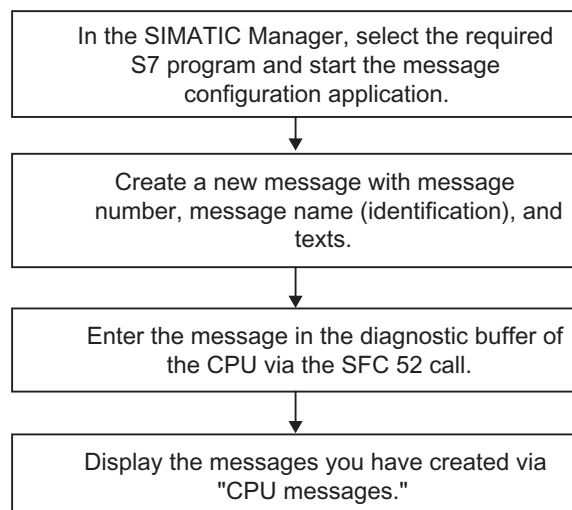 In the SIMATIC Manager, select the required
S7 program and start the message
configuration application.
Create a new message with message
number, message name (identification), and
texts.
Enter the message in the diagnostic buffer of
the CPU via the SFC 52 call.
Display the messages you have created via
"CPU messages."